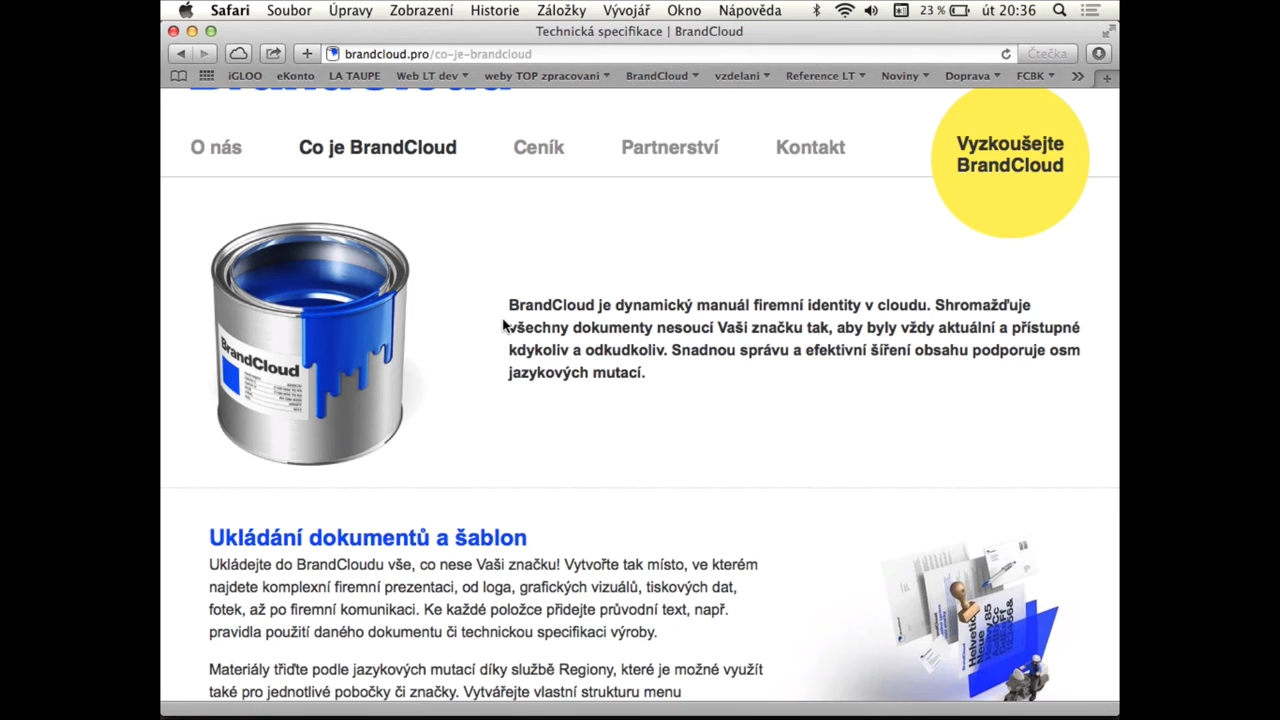 Safari Soubor Úpravy Zobrazení Historie Záložky Vývojář Okno Nápověda 23 % út 20:36
Technická specifikace | BrandCloud
brandcloud.pro/co-je-brandcloud Čtečka
iGLOO eKonto LA TAUPE Web LT dev weby TOP zpracovani BrandCloud vzdelani Reference LT Noviny Doprava FCBK
BrandCloud
O nás Co je BrandCloud Ceník Partnerství Kontakt
Vyzkoušejte
BrandCloud
BrandCloud
BrandCloud je dynamický manuál firemní identity v cloudu. Shromažďuje
všechny dokumenty nesoucí Vaši značku tak, aby byly vždy aktuální a přístupné
kdykoliv a odkudkoliv. Snadnou správu a efektivní šíření obsahu podporuje osm
jazykových mutací.
Ukládání dokumentů a šablon
Ukládejte do BrandCloudu vše, co nese Vaši značku! Vytvořte tak místo, ve kterém
najdete komplexní firemní prezentaci, od loga, grafických vizuálů, tiskových dat,
fotek, až po firemní komunikaci. Ke každé položce přidejte průvodní text, např.
pravidla použití daného dokumentu či technickou specifikaci výroby.
Materiály třiďte podle jazykových mutací díky službě Regiony, které je možné využít
také pro jednotlivé pobočky či značky. Vytvářejte vlastní strukturu menu
Helvetica
Neue
Heavy 85